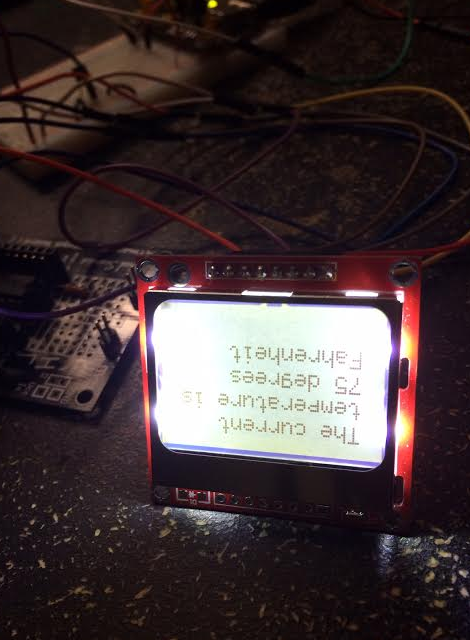 The current
temperature is
75 degrees
Fahrenheit